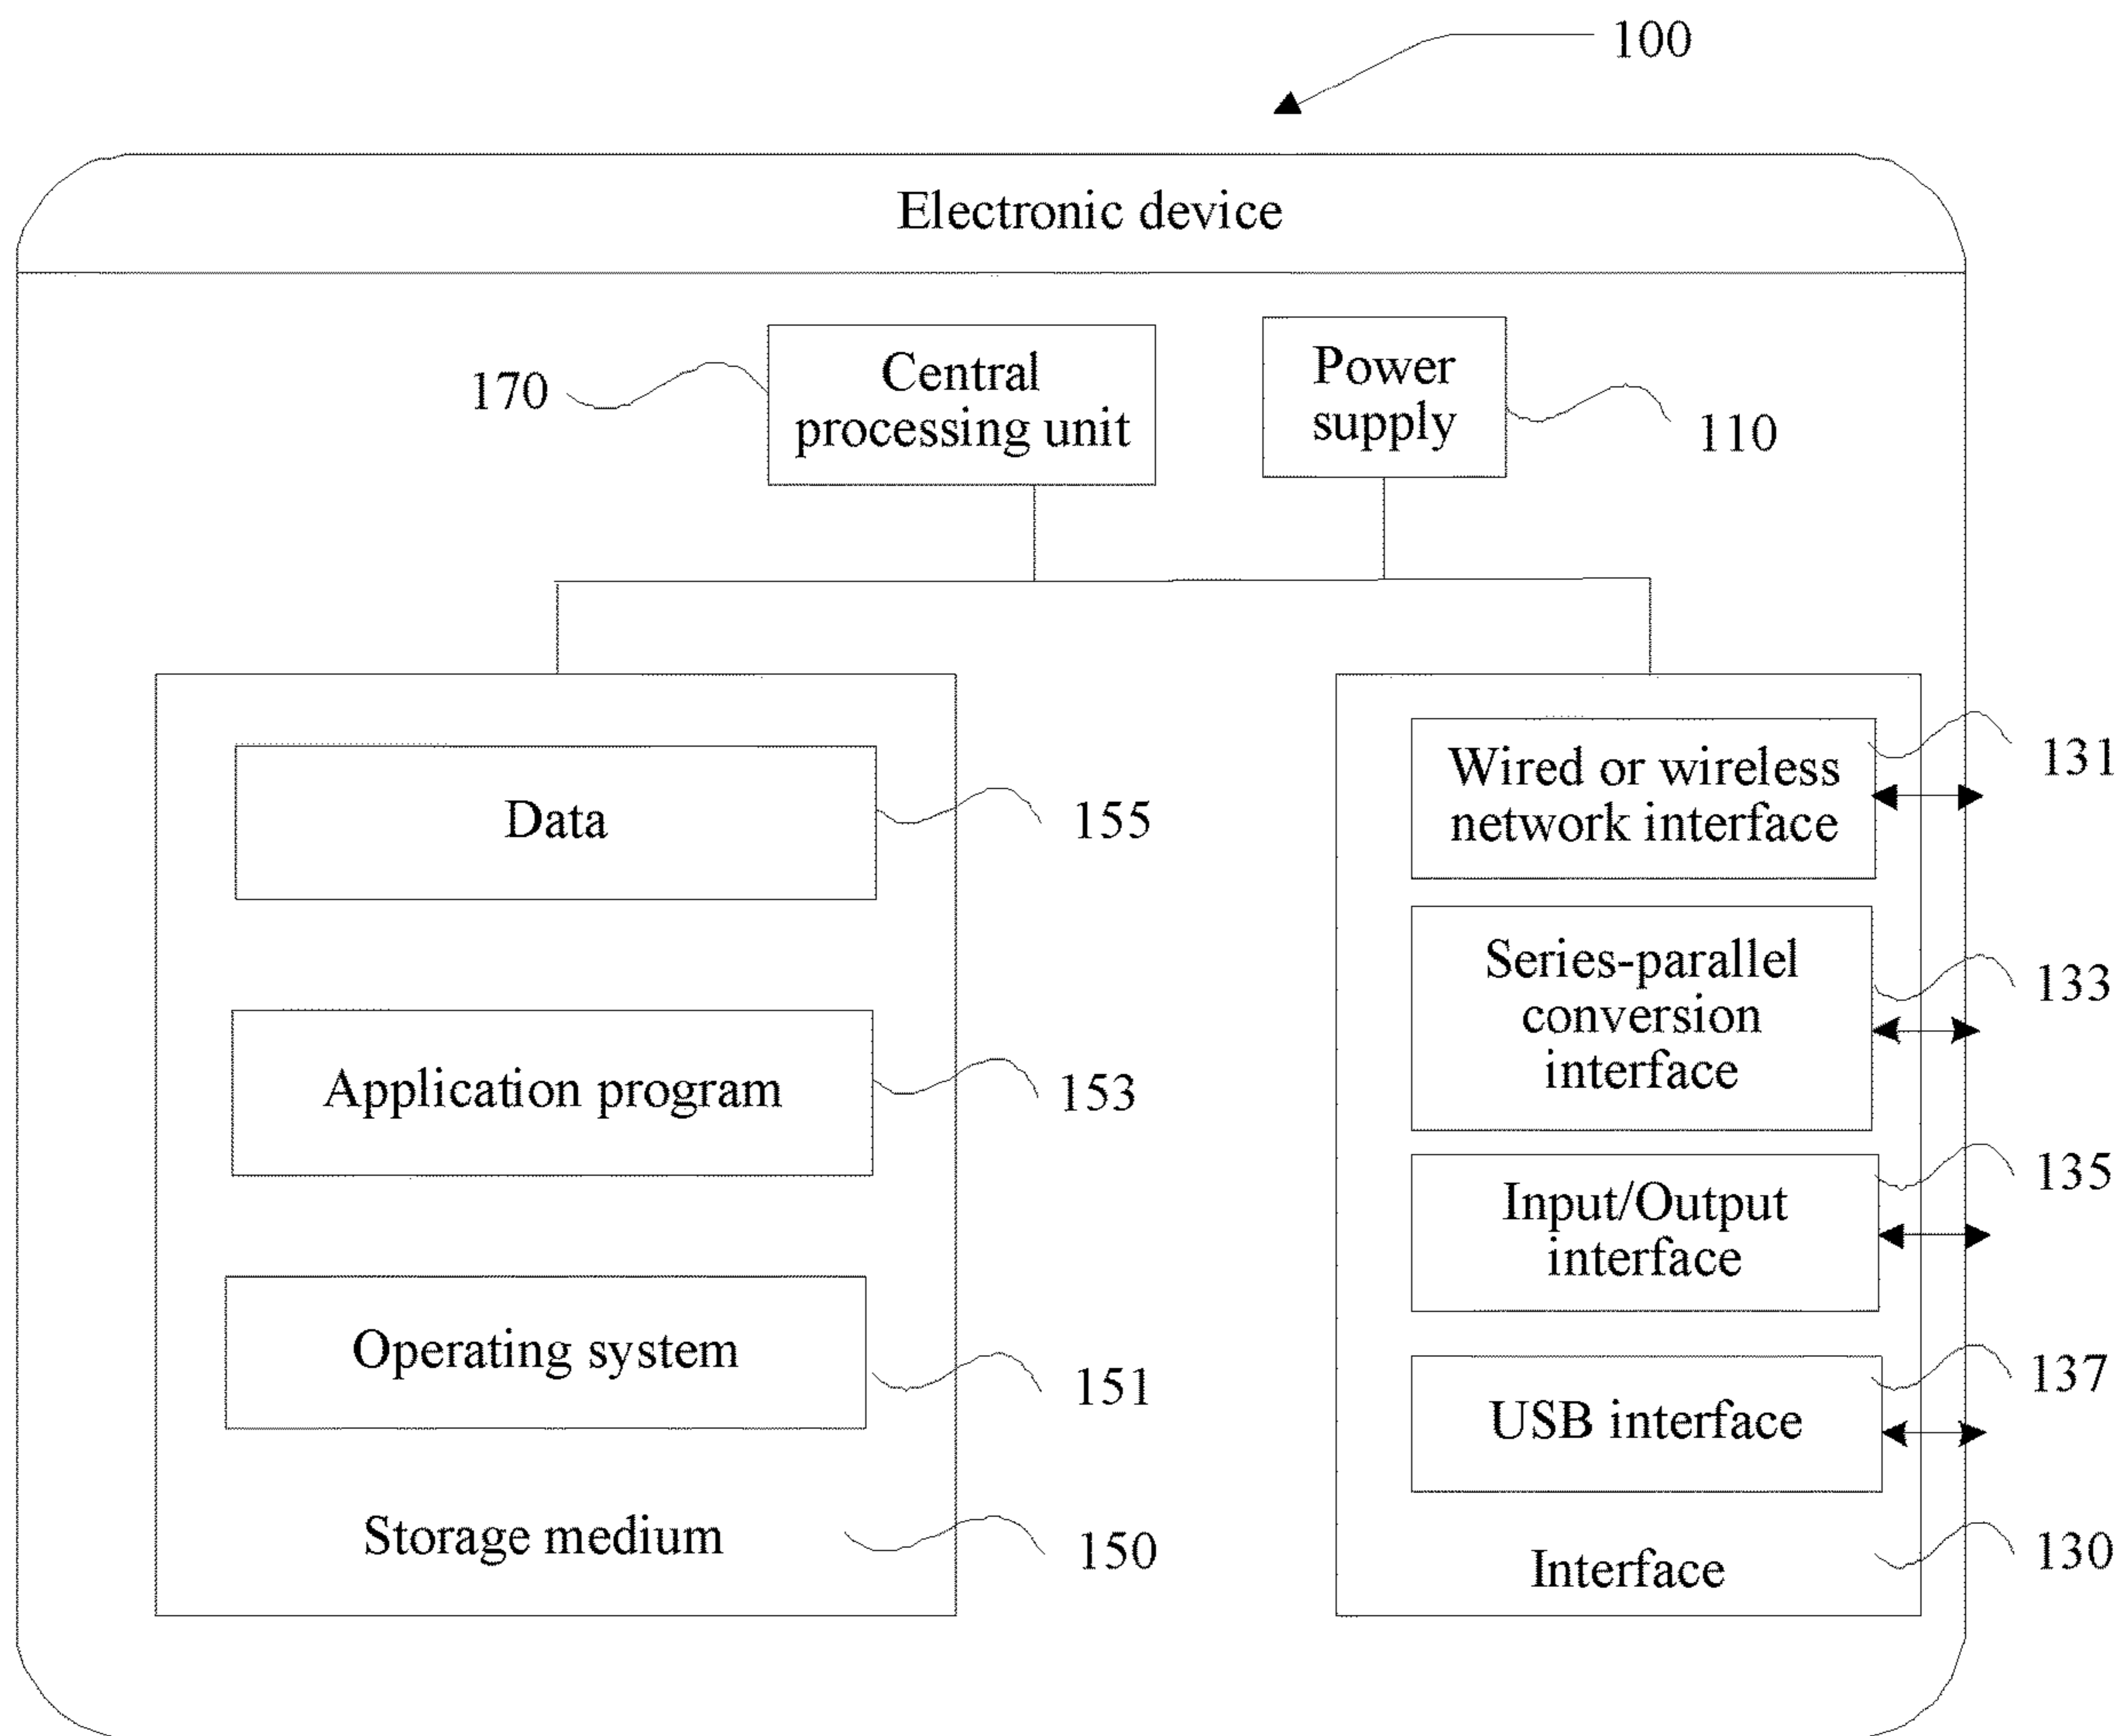 100
Electronic device
Central
processing unit
170
Power
supply
110
Data
155
Application program
153
Operating system
151
Storage medium
150
Wired or wireless
network interface
131
Series-parallel
conversion
interface
133
Input/Output
interface
135
USB interface
137
Interface
130